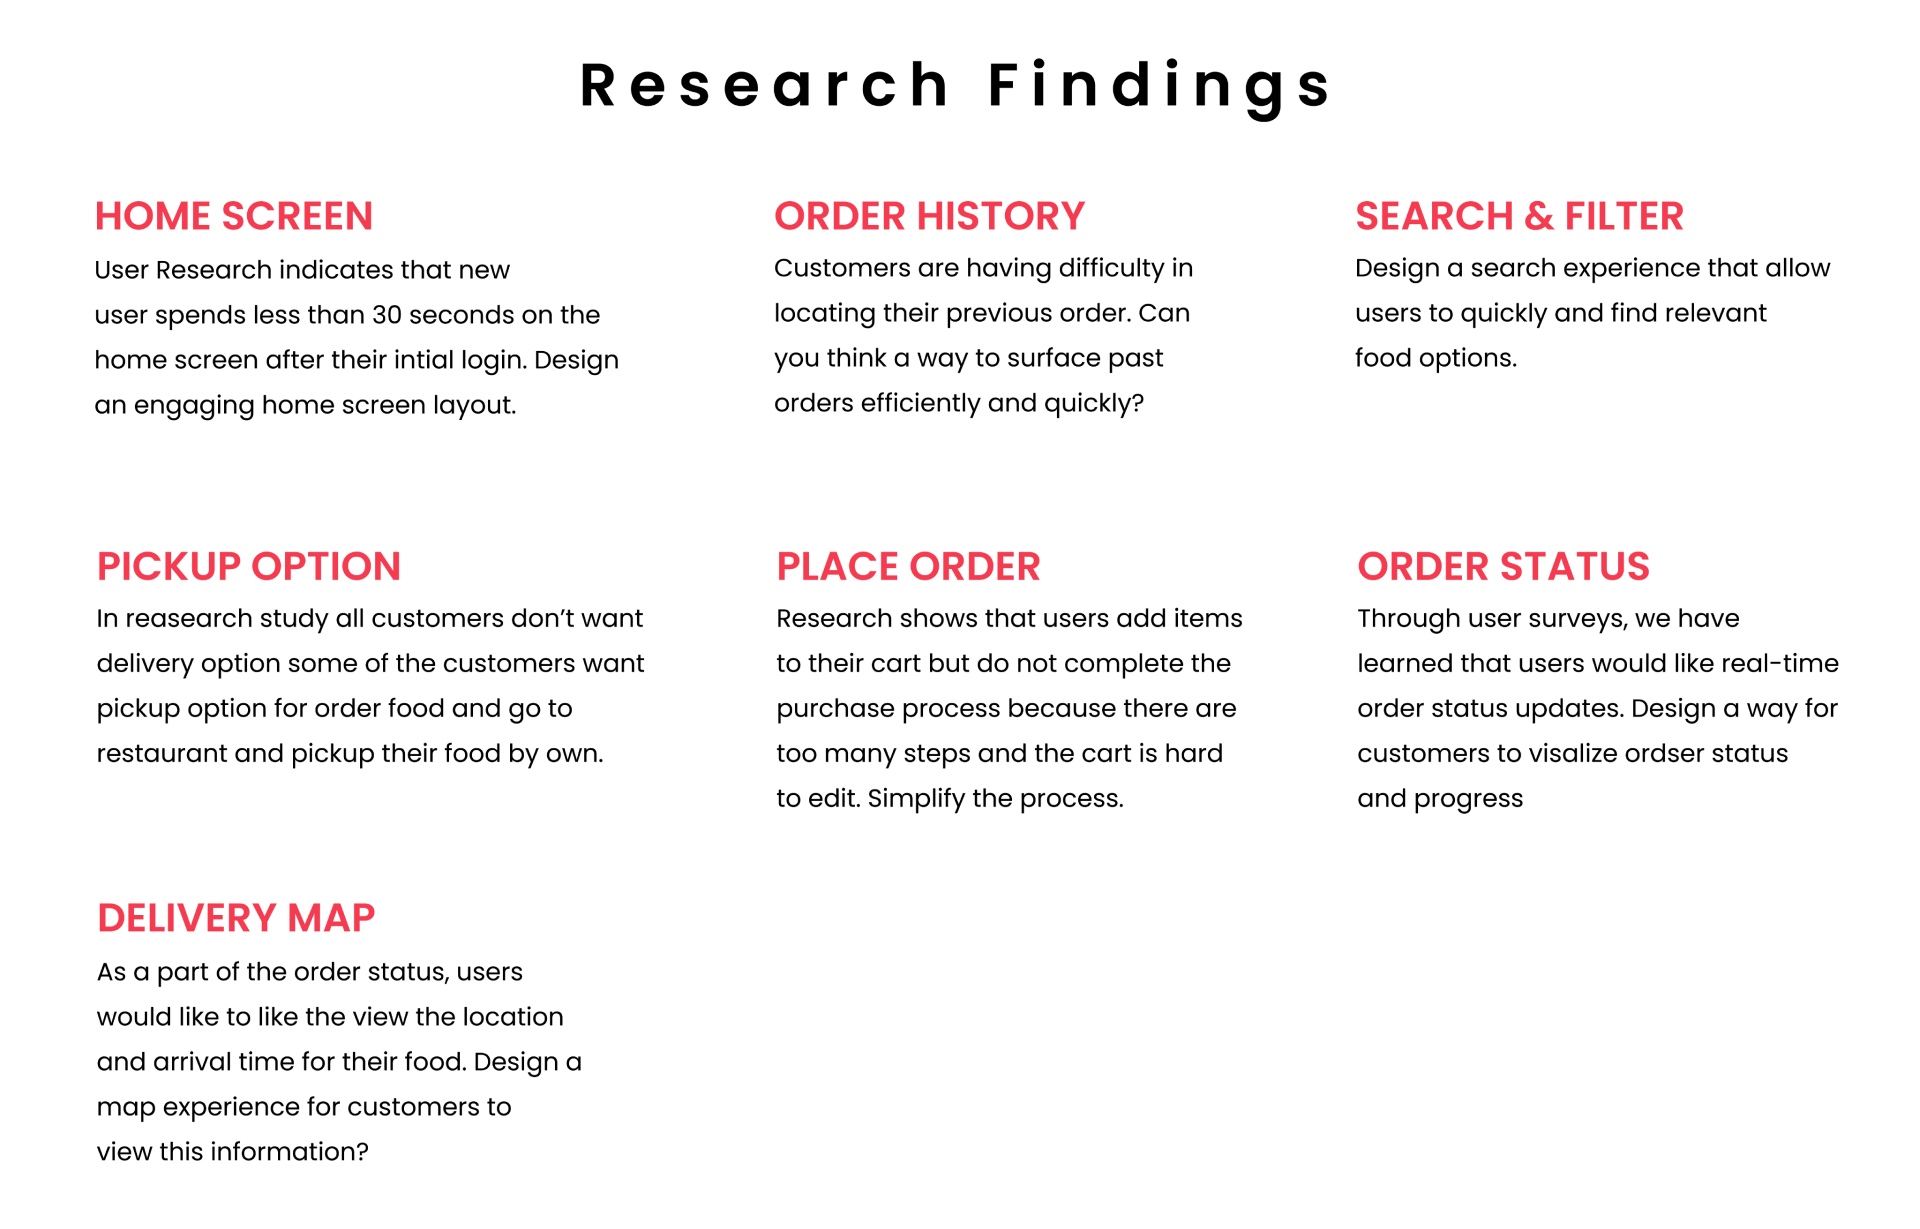 Research Findings
HOME SCREEN
User Research indicates that new
user spends less than 30 seconds on the
home screen after their intial login. Design
an engaging home screen layout.
ORDER HISTORY
Customers are having difficulty in
locating their previous order. Can
you think a way to surface past
orders efficiently and quickly?
SEARCH & FILTER
Design a search experience that allow
users to quickly and find relevant
food options.
PICKUP OPTION
In reasearch study all customers don’t want
delivery option some of the customers want
pickup option for order food and go to
restaurant and pickup their food by own.
PLACE ORDER
Research shows that users add items
to their cart but do not complete the
purchase process because there are
too many steps and the cart is hard
to edit. Simplify the process.
ORDER STATUS
Through user surveys, we have
learned that users would like real-time
order status updates. Design a way for
customers to visalize ordser status
and progress
DELIVERY MAP
As a part of the order status, users
would like to like the view the location
and arrival time for their food. Design a
map experience for customers to
view this information?